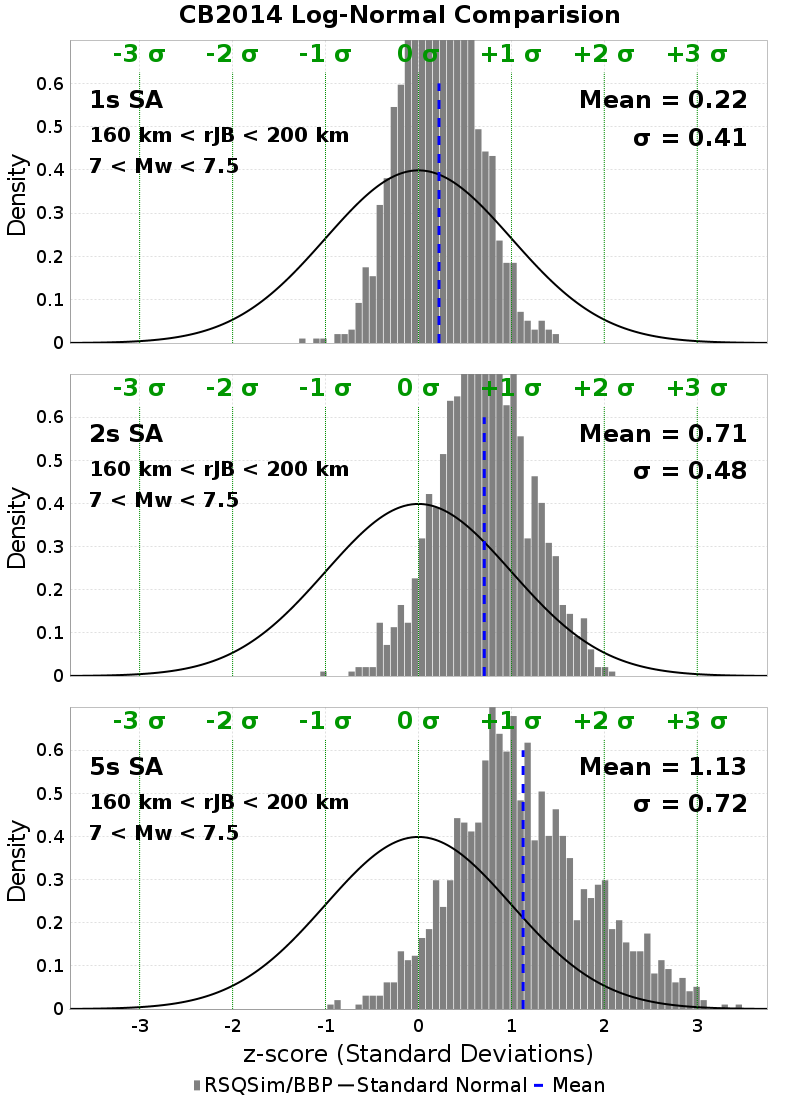 CB2014 Log-Normal Comparision
-3 σ -2 σ -1 σ 0 σ +1 σ +2 σ +3 σ
0.6
0.5
0.4
0.3
0.2
0.1
0
Density
1s SA
160 km < rJB < 200 km
7 < Mw < 7.5
Mean = 0.22
σ = 0.41
-3 σ -2 σ -1 σ 0 σ +1 σ +2 σ +3 σ
0.6
0.5
0.4
0.3
0.2
0.1
0
Density
2s SA
160 km < rJB < 200 km
7 < Mw < 7.5
Mean = 0.71
σ = 0.48
-3 σ -2 σ -1 σ 0 σ +1 σ +2 σ +3 σ
0.6
0.5
0.4
0.3
0.2
0.1
0
Density
5s SA
160 km < rJB < 200 km
7 < Mw < 7.5
Mean = 1.13
σ = 0.72
-3 -2 -1 0 1 2 3
z-score (Standard Deviations)
RSQSim/BBP Standard Normal Mean